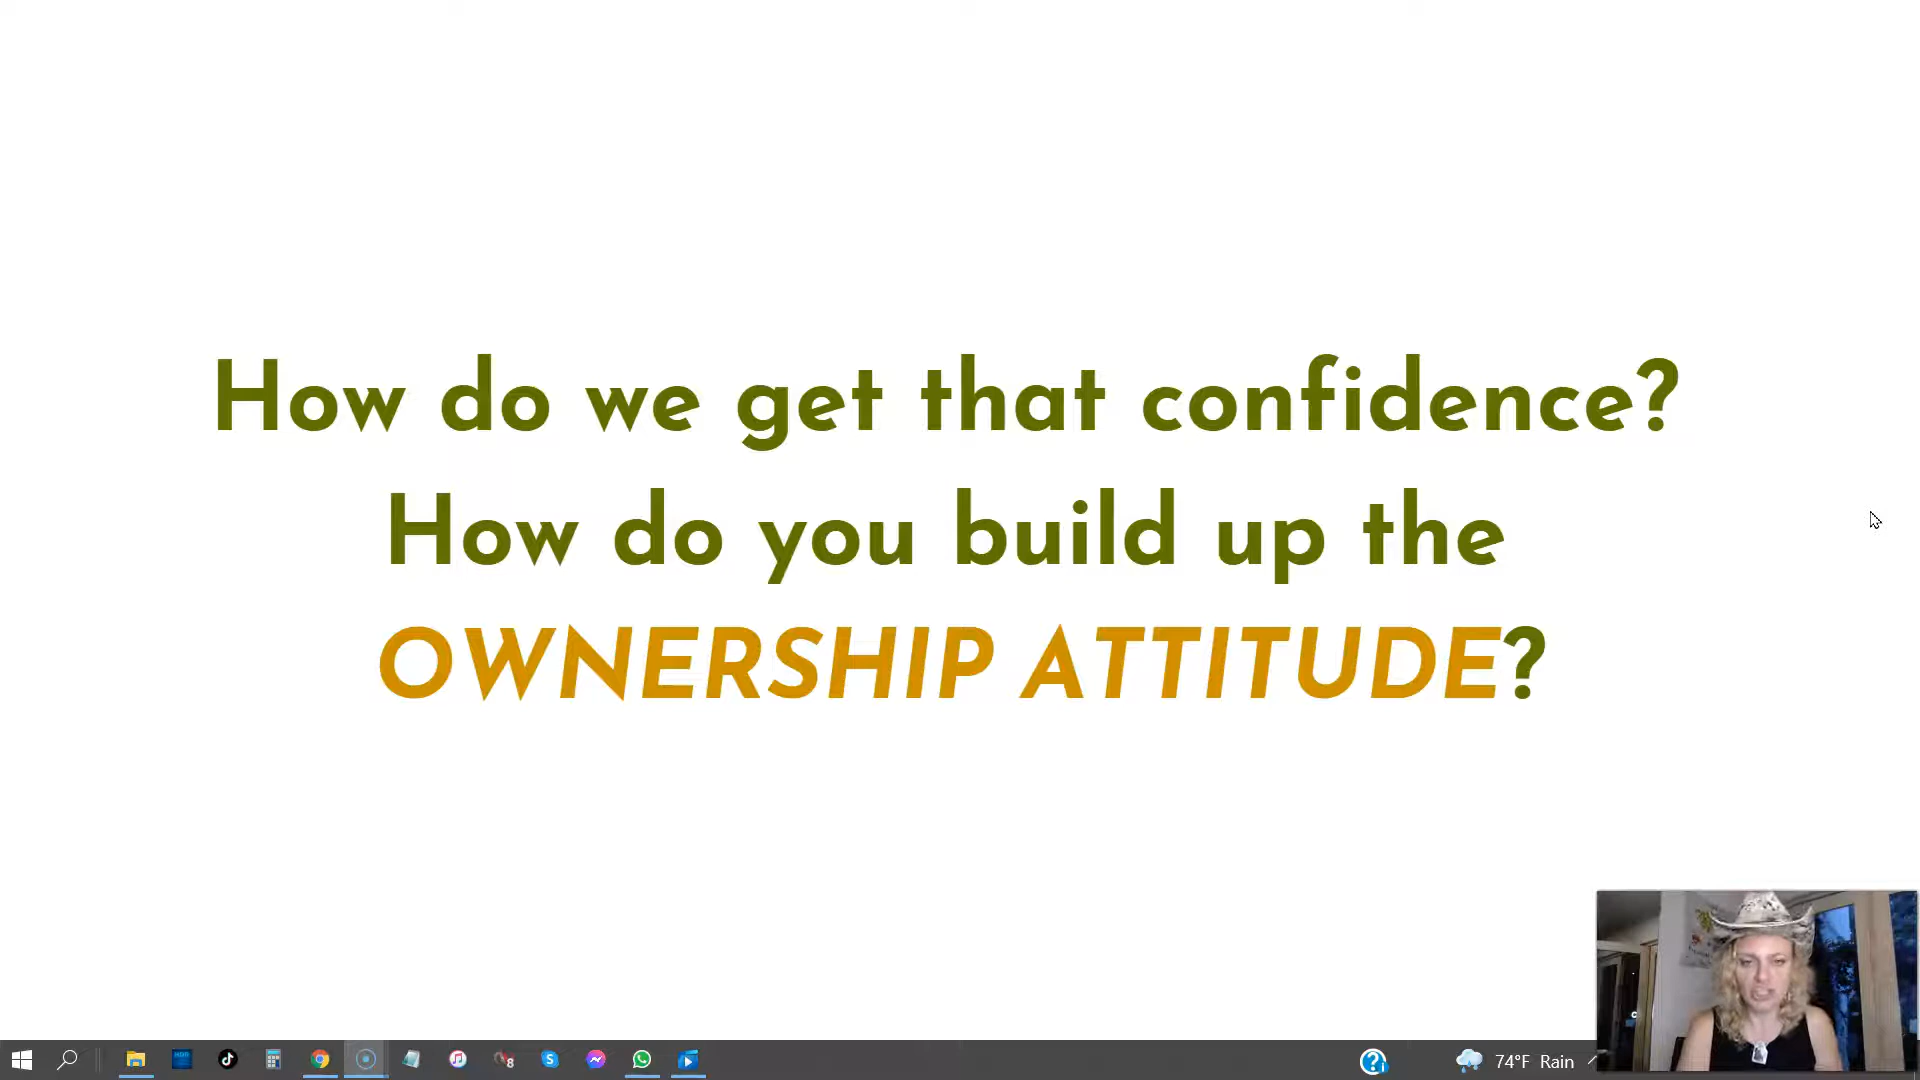 How do we get that confidence?
How do you build up the
OWNERSHIP ATTITUDE?
74°F Rain